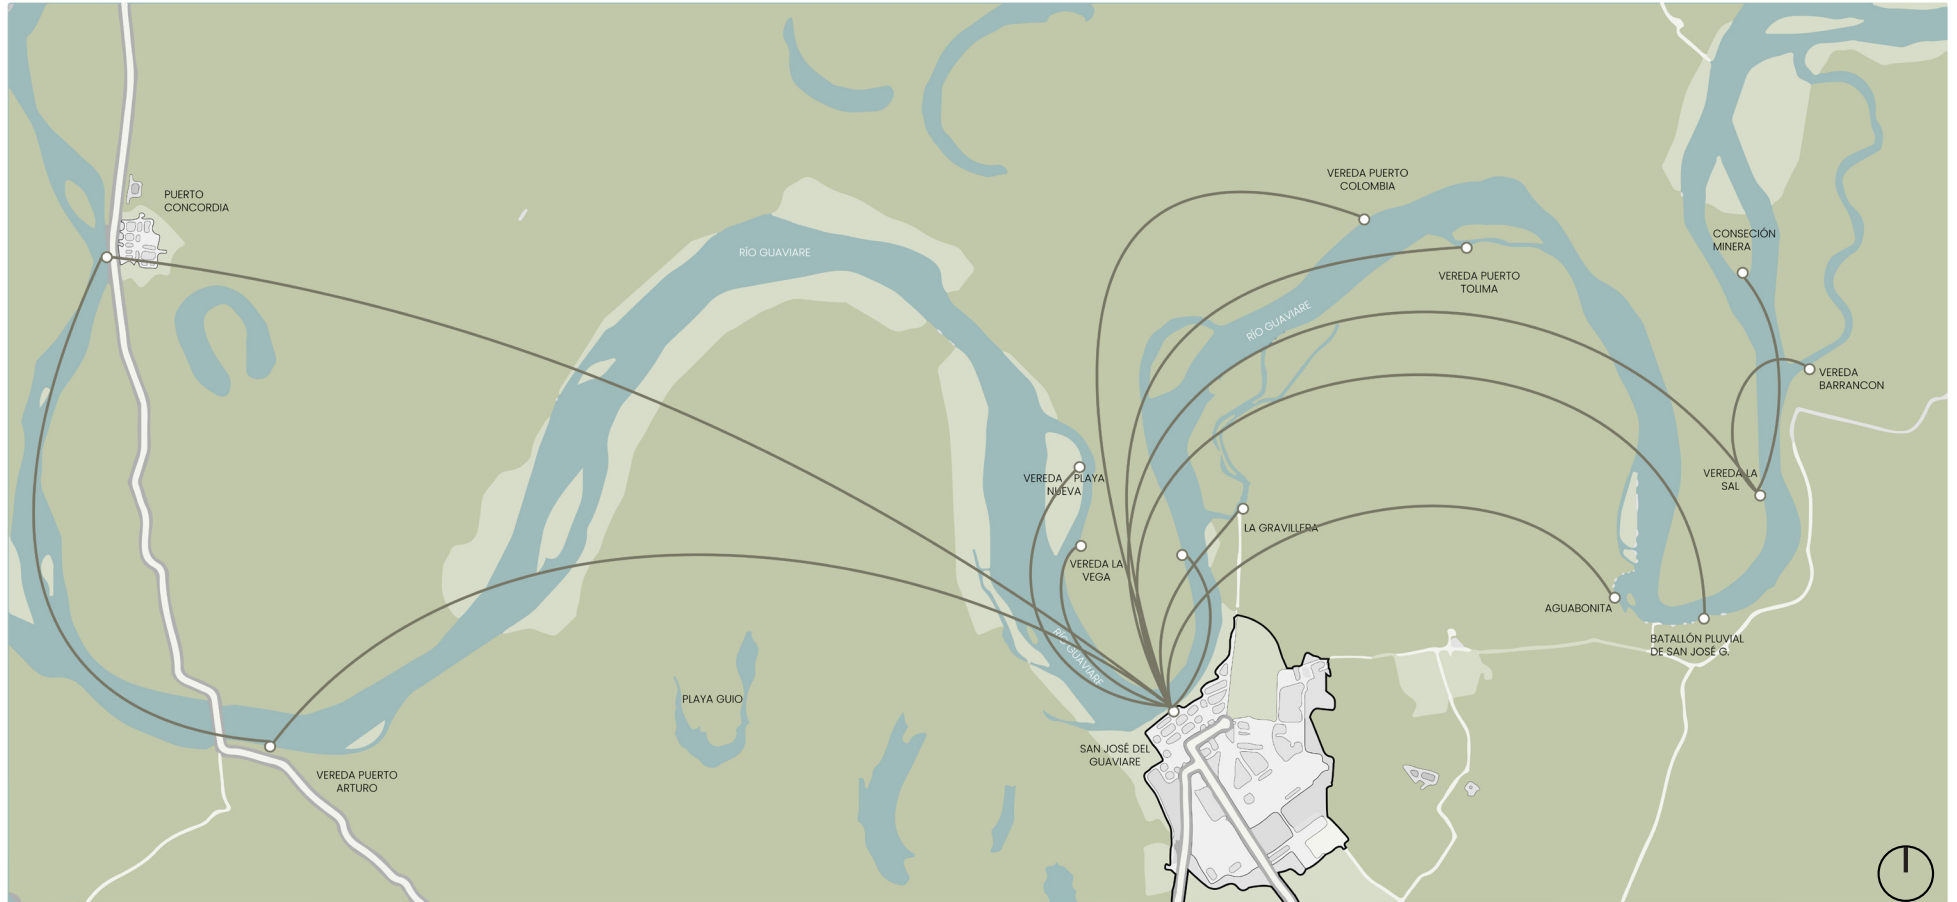 VEREDA PUERTO
COLOMBIA
PUERTO
CONCORDIA
CONSECIÓN
MINERA
RÍO GUAVIARE
VEREDA PUERTO
TOLIMA
RÍO GUAVIARE
VEREDA
BARRANCON
VEREDA PLAYA
NUEVA
VEREDA LA
SAL
LA GRAVILLERA
VEREDA LA
VEGA
AGUABONITA
RÍO GUAVIARE
BATALLÓN PLUVIAL
DE SAN JOSÉ G.
PLAYA GUIO
SAN JOSÉ DEL
GUAVIARE
VEREDA PUERTO
ARTURO